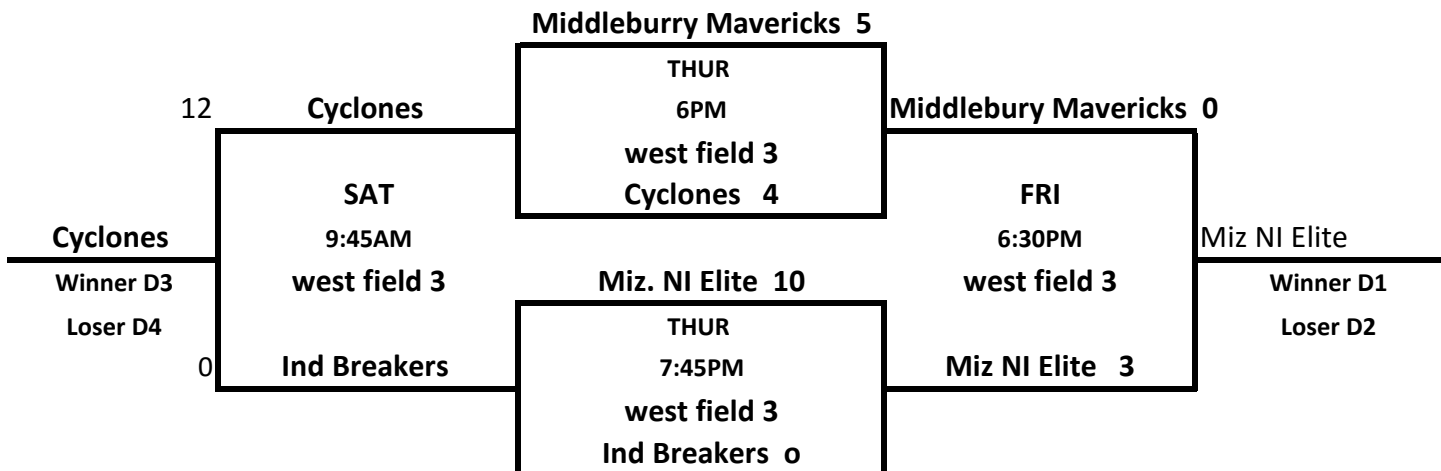 Middleburry Mavericks 5
THUR
12 Cyclones 6PM Middlebury Mavericks 0
west field 3
SAT Cyclones 4 FRI
Cyclones 9:45AM 6:30PM Miz NI Elite
Winner D3 west field 3 Miz. NI Elite 10 west field 3 Winner D1
Loser D4 THUR Loser D2
0 Ind Breakers 7:45PM Miz NI Elite 3
west field 3
Ind Breakers o